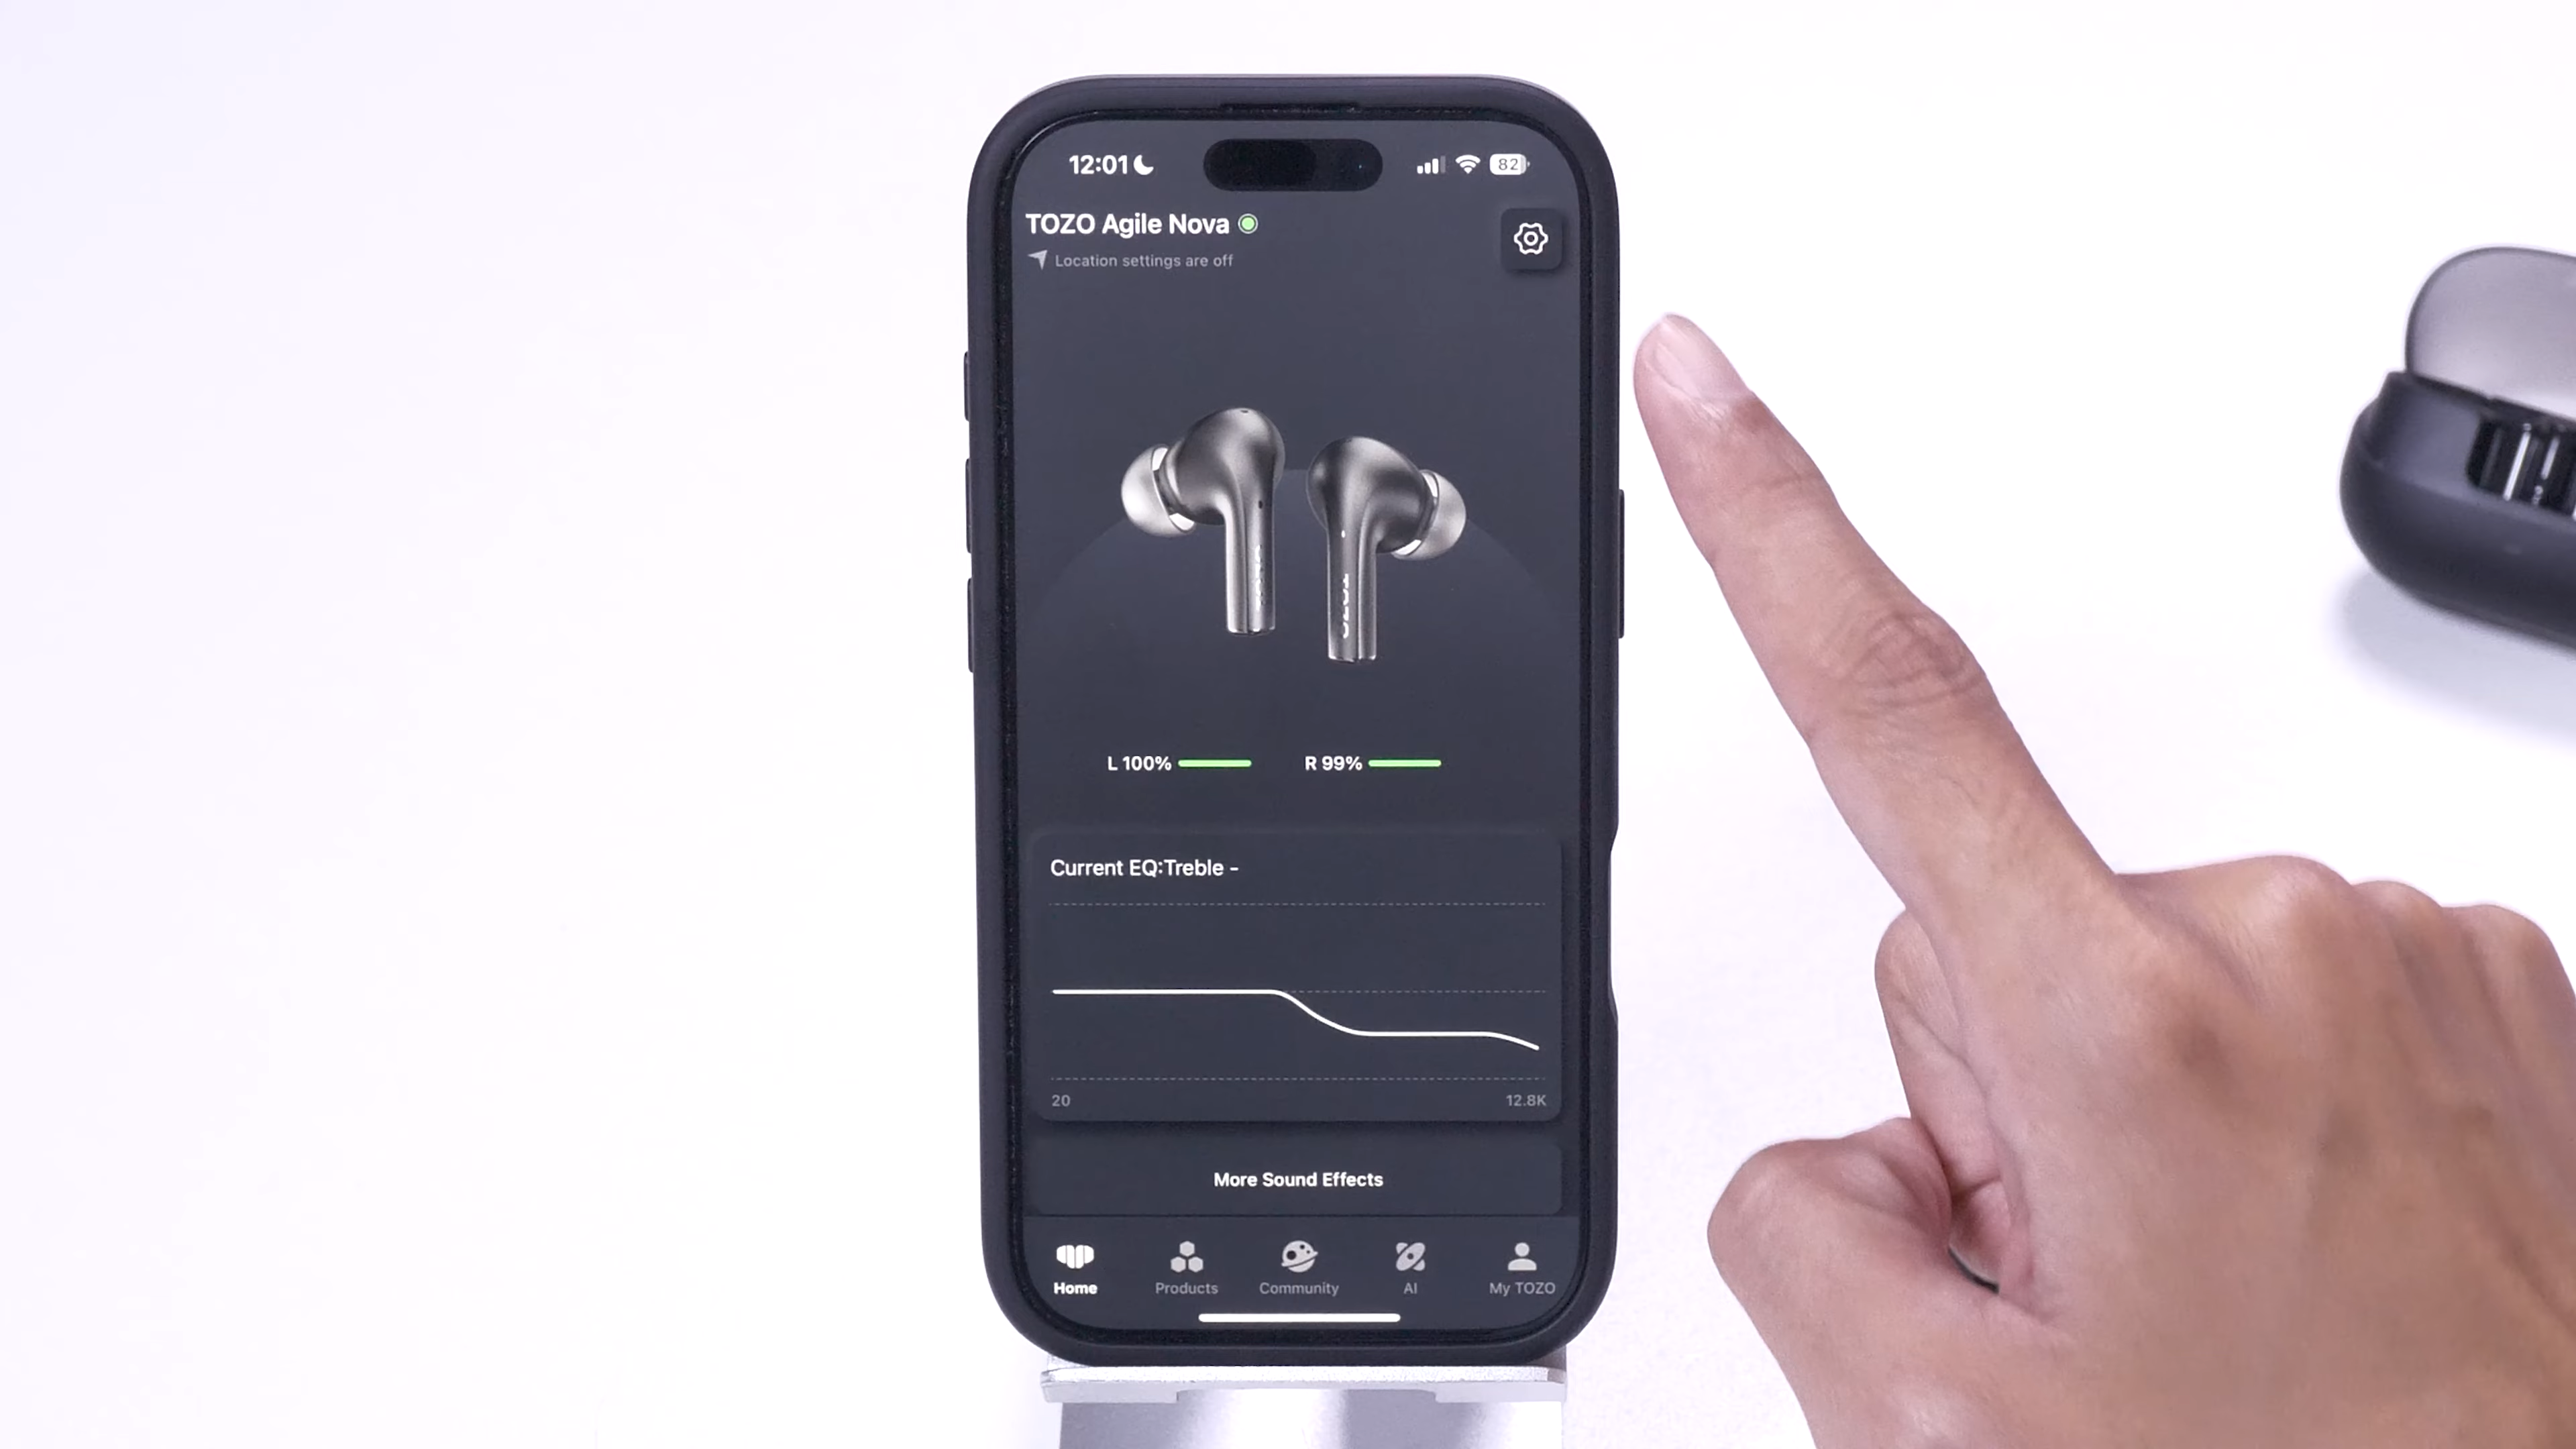 12:01
82
TOZO Agile Nova
Location settings are off
TOZO
L 100%
R 99%
Current EQ:Treble -
20
12.8K
More Sound Effects
Home
Products
Community
AI
My TOZO